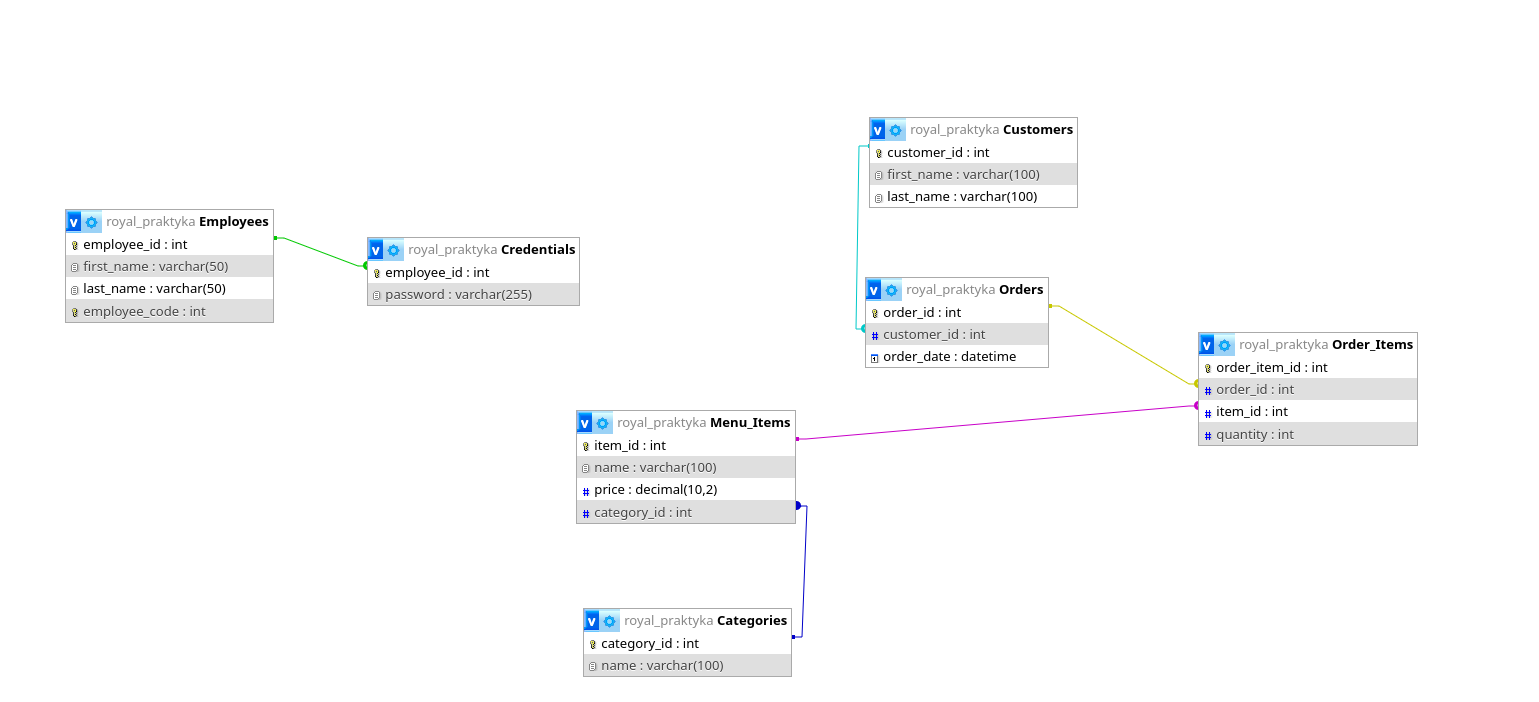 v royal_praktyka Customers
customer_id : int
first_name : varchar(100)
last_name : varchar(100)
v royal_praktyka Employees
employee_id : int
first_name : varchar(50)
last_name : varchar(50)
employee_code : int
v royal_praktyka Credentials
employee_id : int
password : varchar(255)
v royal_praktyka Orders
order_id : int
# customer_id : int
order_date : datetime
v royal_praktyka Order_Items
order_item_id : int
# order_id : int
# item_id : int
# quantity : int
v royal_praktyka Menu_Items
item_id : int
name : varchar(100)
# price : decimal(10,2)
# category_id : int
v royal_praktyka Categories
category_id : int
name : varchar(100)